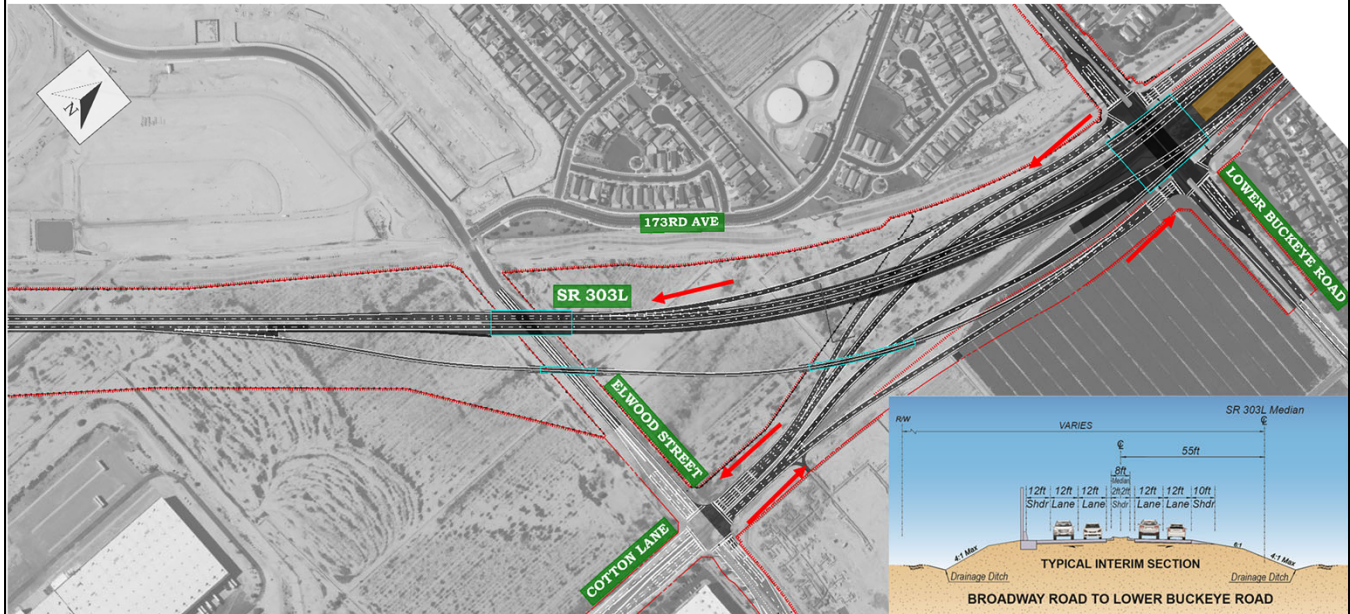 N
173RD AVE
SR 303L
LOWER BUCKEYE ROAD
ELWOOD STREET
COTTON LANE
SR 303L Median
R/W
VARIES
℄
℄
55ft
8ft
Median
12ft 12ft 12ft 2ft 2ft 12ft 12ft 10ft
Shdr Lane Lane Shdr Lane Lane Shdr
4:1 Max
6:1
4:1 Max
TYPICAL INTERIM SECTION
Drainage Ditch
Drainage Ditch
BROADWAY ROAD TO LOWER BUCKEYE ROAD